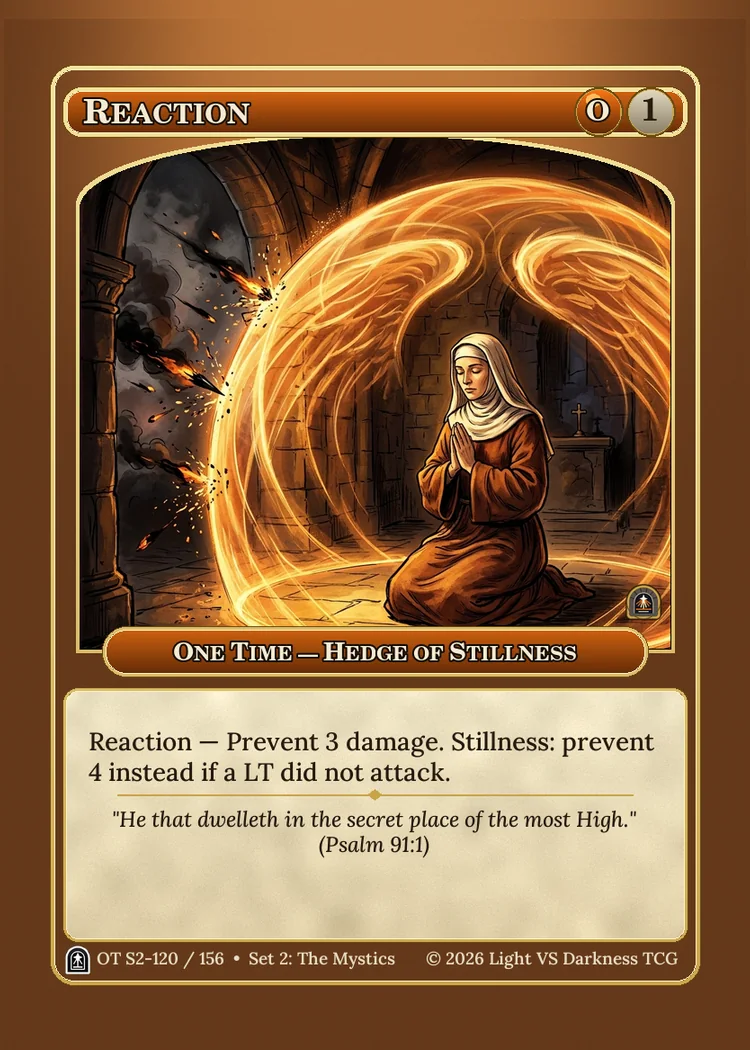 REACTION
O 1
ONE TIME — HEDGE OF STILLNESS
Reaction — Prevent 3 damage. Stillness: prevent
4 instead if a LT did not attack.
"He that dwelleth in the secret place of the most High."
(Psalm 91:1)
OT S2-120 / 156 • Set 2: The Mystics © 2026 Light VS Darkness TCG